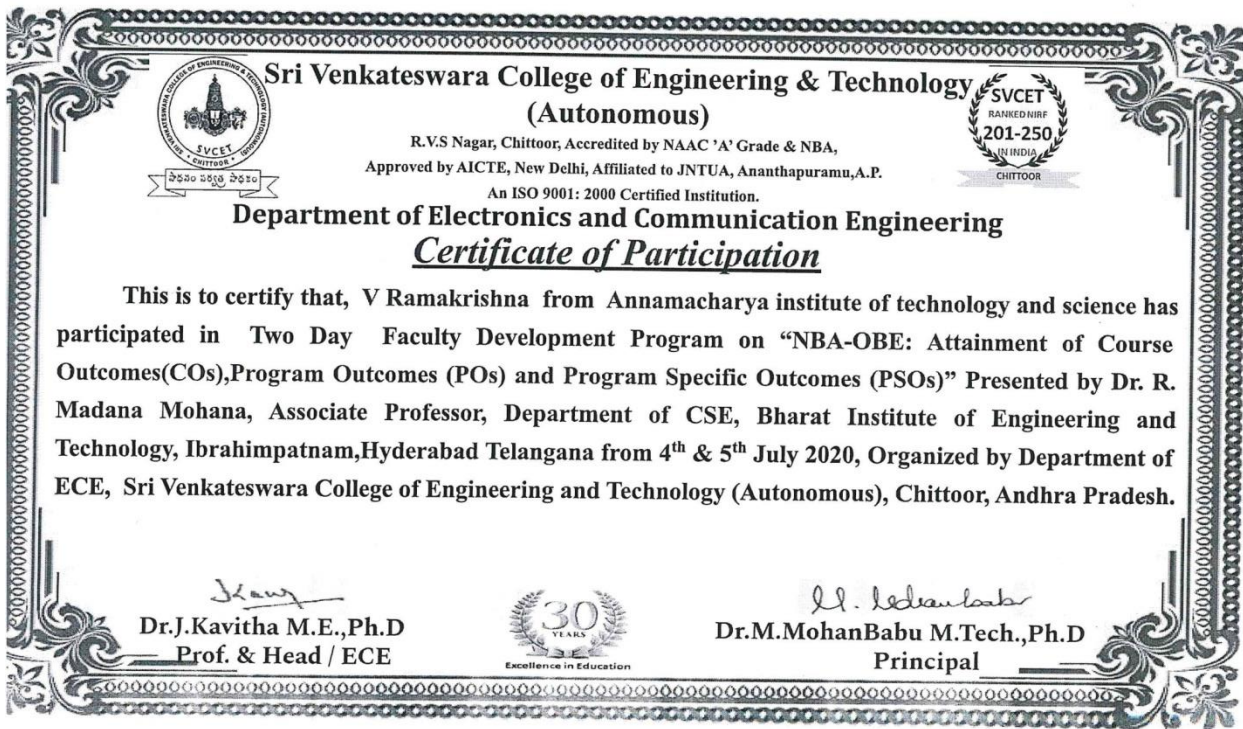 Sri Venkateswara College of Engineering & Technology
(Autonomous)
R.V.S Nagar, Chittoor, Accredited by NAAC 'A' Grade & NBA,
Approved by AICTE, New Delhi, Affiliated to JNTUA, Ananthapuramu,A.P.
An ISO 9001: 2000 Certified Institution.
SRI VENKATESWARA COLLEGE OF ENGINEERING & TECHNOLOGY (AUTONOMOUS)
SVCET
CHITTOOR
SVCET
RANKED NIRF
201-250
IN INDIA
CHITTOOR
Department of Electronics and Communication Engineering
Certificate of Participation
This is to certify that, V Ramakrishna from Annamacharya institute of technology and science has
participated in Two Day Faculty Development Program on “NBA-OBE: Attainment of Course
Outcomes(COs),Program Outcomes (POs) and Program Specific Outcomes (PSOs)” Presented by Dr. R.
Madana Mohana, Associate Professor, Department of CSE, Bharat Institute of Engineering and
Technology, Ibrahimpatnam,Hyderabad Telangana from 4th & 5th July 2020, Organized by Department of
ECE, Sri Venkateswara College of Engineering and Technology (Autonomous), Chittoor, Andhra Pradesh.
Dr.J.Kavitha M.E.,Ph.D
Prof. & Head / ECE
30
YEARS
Excellence in Education
Dr.M.MohanBabu M.Tech.,Ph.D
Principal